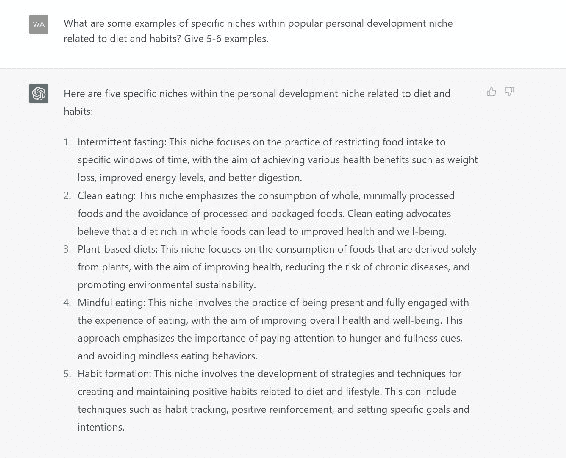 WA
What are some examples of specific niches within popular personal development niche
related to diet and habits? Give 5-6 examples.
Here are five specific niches within the personal development niche related to diet and
habits:
1. Intermittent fasting: This niche focuses on the practice of restricting food intake to
specific windows of time, with the aim of achieving various health benefits such as weight
loss, improved energy levels, and better digestion.
2. Clean eating: This niche emphasizes the consumption of whole, minimally processed
foods and the avoidance of processed and packaged foods. Clean eating advocates
believe that a diet rich in whole foods can lead to improved health and well-being.
3. Plant-based diets: This niche focuses on the consumption of foods that are derived solely
from plants, with the aim of improving health, reducing the risk of chronic diseases, and
promoting environmental sustainability.
4. Mindful eating: This niche involves the practice of being present and fully engaged with
the experience of eating, with the aim of improving overall health and well-being. This
approach emphasizes the importance of paying attention to hunger and fullness cues,
and avoiding mindless eating behaviors.
5. Habit formation: This niche involves the development of strategies and techniques for
creating and maintaining positive habits related to diet and lifestyle. This can include
techniques such as habit tracking, positive reinforcement, and setting specific goals and
intentions.